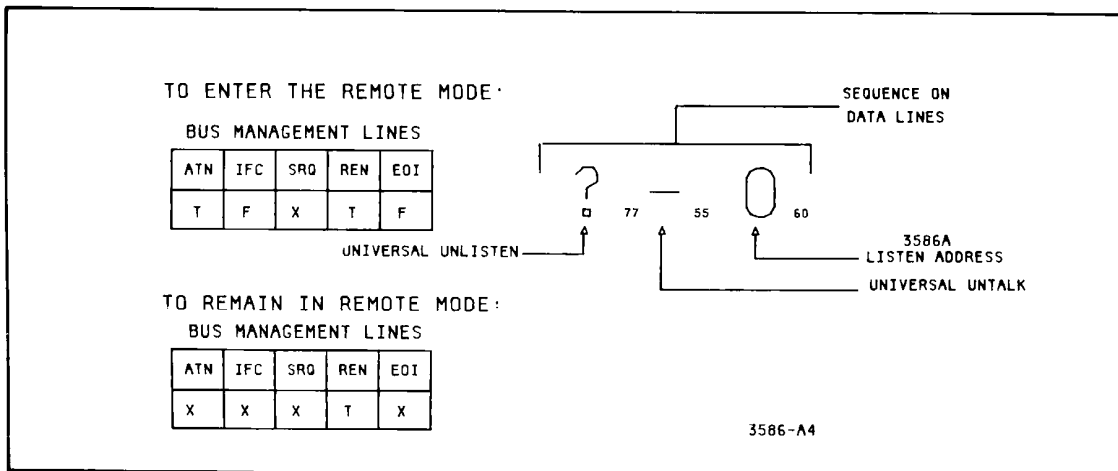 TO ENTER THE REMOTE MODE:
BUS MANAGEMENT LINES
ATN IFC SRQ REN EOI
T F X T F
SEQUENCE ON
DATA LINES
? 77 — 55 0 60
UNIVERSAL UNLISTEN
3586A
LISTEN ADDRESS
UNIVERSAL UNTALK
TO REMAIN IN REMOTE MODE:
BUS MANAGEMENT LINES
ATN IFC SRQ REN EOI
X X X T X
3586-A4